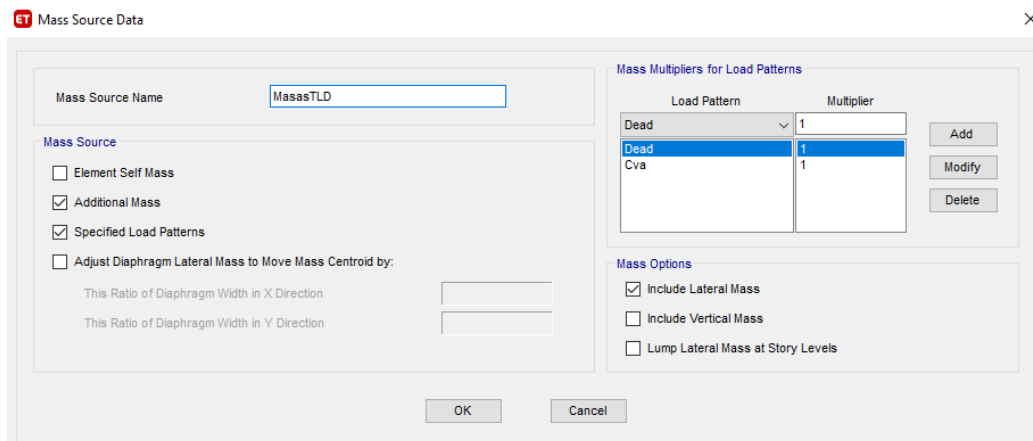 ET Mass Source Data
Mass Source Name MasasTLD
Mass Source
Element Self Mass
Additional Mass
Specified Load Patterns
Adjust Diaphragm Lateral Mass to Move Mass Centroid by:
This Ratio of Diaphragm Width in X Direction
This Ratio of Diaphragm Width in Y Direction
Mass Multipliers for Load Patterns
Load Pattern Multiplier
Dead 1
Dead 1
Cva 1
Add
Modify
Delete
Mass Options
Include Lateral Mass
Include Vertical Mass
Lump Lateral Mass at Story Levels
OK Cancel